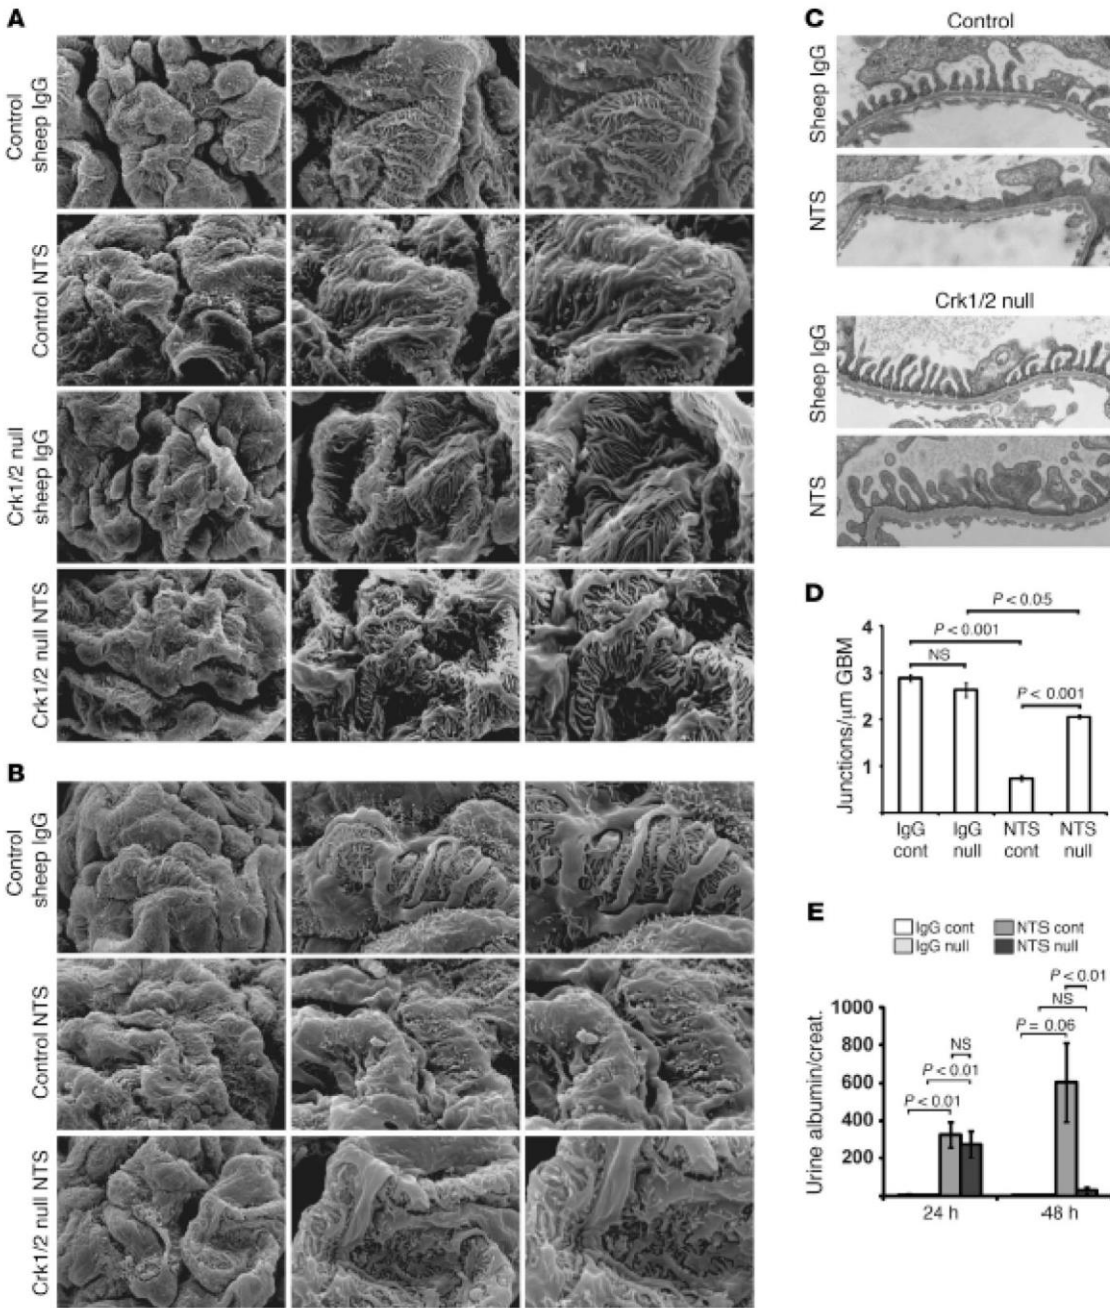 A
Control
sheep IgG
Control NTS
Crk1/2 null
sheep IgG
Crk1/2 null NTS
B
Control
sheep IgG
Control NTS
Crk1/2 null NTS
C
Control
Sheep IgG
NTS
Crk1/2 null
Sheep IgG
NTS
D
P < 0.05
P < 0.001
NS
P < 0.001
Junctions/μm GBM
4
3
2
1
IgG cont
IgG null
NTS cont
NTS null
E
IgG cont
NTS cont
IgG null
NTS null
P < 0.01
NS
P = 0.06
NS
P < 0.01
P < 0.01
Urine albumin/creat.
1000
800
600
400
200
24 h
48 h